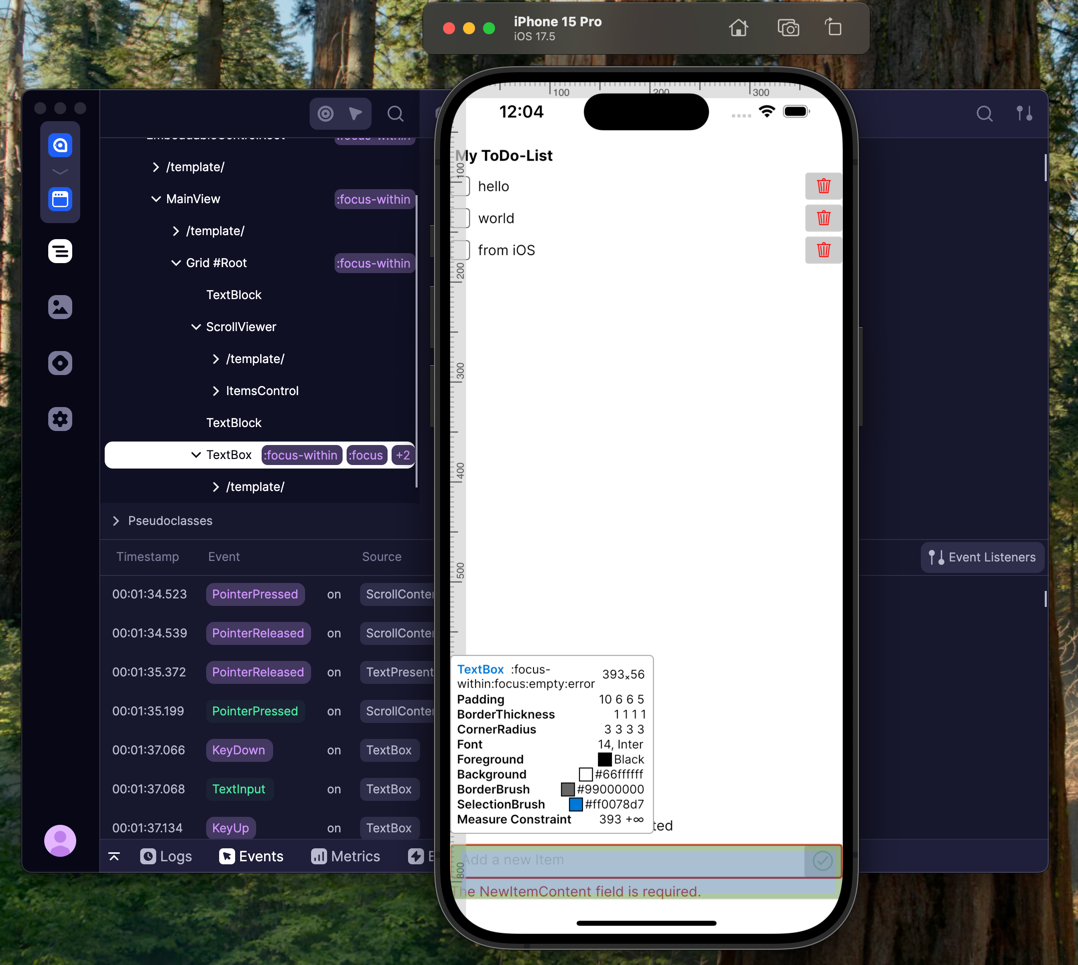 iPhone 15 Pro
iOS 17.5
100
200
300
12:04
:focus-within
/template/
MainView :focus-within
/template/
Grid #Root :focus-within
TextBlock
ScrollViewer
/template/
ItemsControl
TextBlock
TextBox :focus-within :focus +2
/template/
Pseudoclasses
Timestamp Event Source
Event Listeners
00:01:34.523 PointerPressed on ScrollConte
00:01:34.539 PointerReleased on ScrollConte
00:01:35.372 PointerReleased on TextPresent
00:01:35.199 PointerPressed on ScrollConte
00:01:37.066 KeyDown on TextBox
00:01:37.068 TextInput on TextBox
00:01:37.134 KeyUp on TextBox
Logs Events Metrics E
My ToDo-List
hello
world
from iOS
100
200
300
400
500
800
TextBox :focus-
within:focus:empty:error 393×56
Padding 10 6 6 5
BorderThickness 1 1 1 1
CornerRadius 3 3 3 3
Font 14, Inter
Foreground Black
Background #66ffffff
BorderBrush #99000000
SelectionBrush #ff0078d7
Measure Constraint 393 +∞
ted
Add a new Item
he NewItemContent field is required.